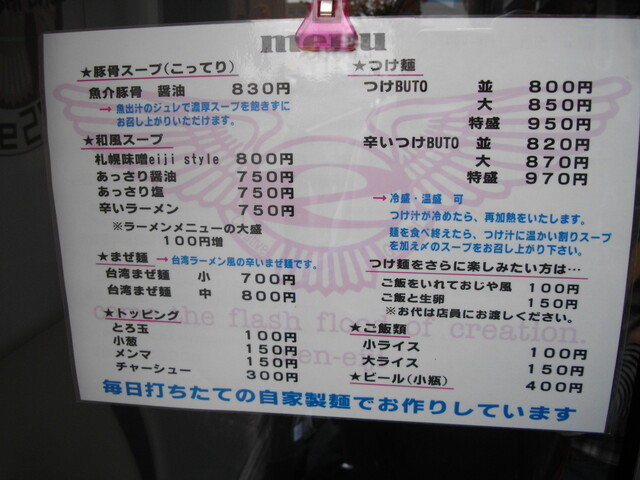 menu
★豚骨スープ(こってり)
魚介豚骨 醤油 830円
→魚出汁のジュレで濃厚スープを飽きずに
お召し上がりいただけます。
★和風スープ
札幌味噌eiji style 800円
あっさり醤油 750円
あっさり塩 750円
辛いラーメン 750円
※ラーメンメニューの大盛
100円増
★まぜ麺 →台湾ラーメン風の辛いまぜ麺です。
台湾まぜ麺 小 700円
台湾まぜ麺 中 800円
★トッピング
とろ玉 100円
小葱 150円
メンマ 150円
チャーシュー 300円
★つけ麺
つけBUTO 並 800円
大 850円
特盛 950円
辛いつけBUTO 並 820円
大 870円
特盛 970円
→冷盛・温盛 可
つけ汁が冷めたら、再加熱をいたします。
麺を食べ終えたら、つけ汁に温かい割りスープ
を加え〆のスープをお召し上がり下さい。
つけ麺をさらに楽しみたい方は…
ご飯をいれておじや風 100円
ご飯と生卵 150円
※お代は店員にお渡しください。
★ご飯類
小ライス 100円
大ライス 150円
★ビール(小瓶) 400円
the flash flood of creation.
毎日打ちたての自家製麺でお作りしています